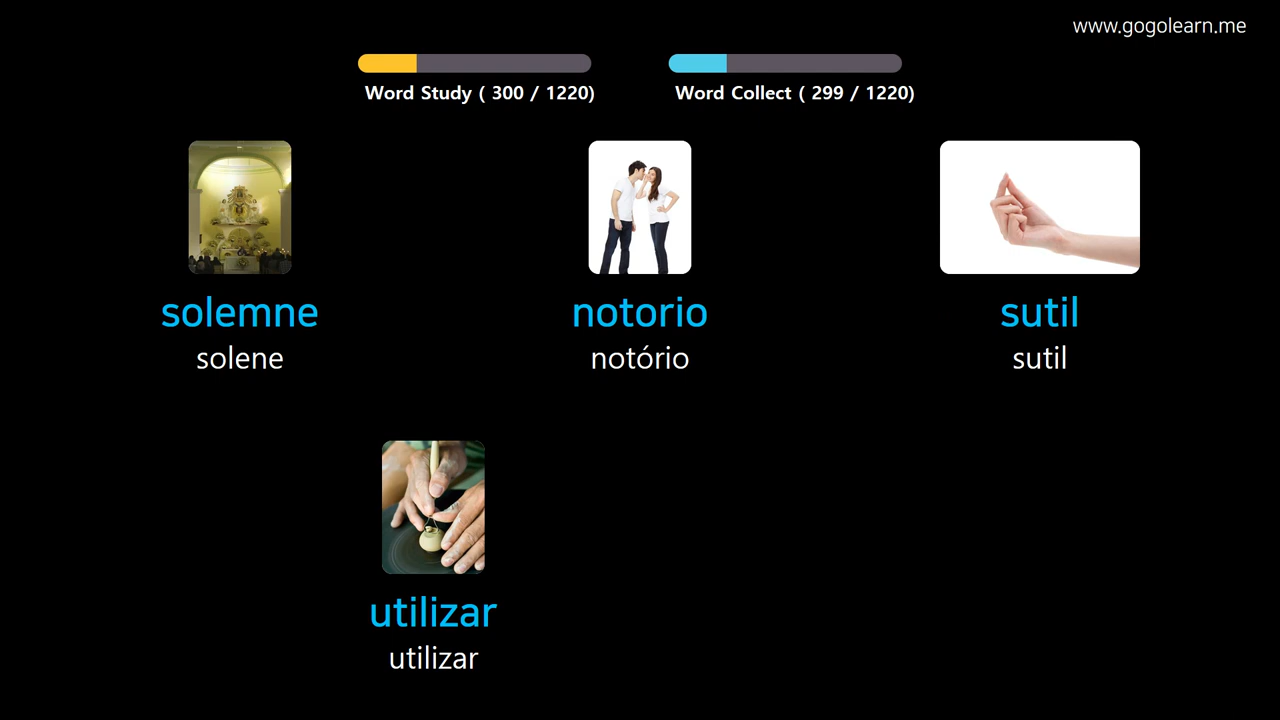 www.gogolearn.me
Word Study ( 300 / 1220)
Word Collect ( 299 / 1220)
solemne
solene
notorio
notório
sutil
sutil
utilizar
utilizar